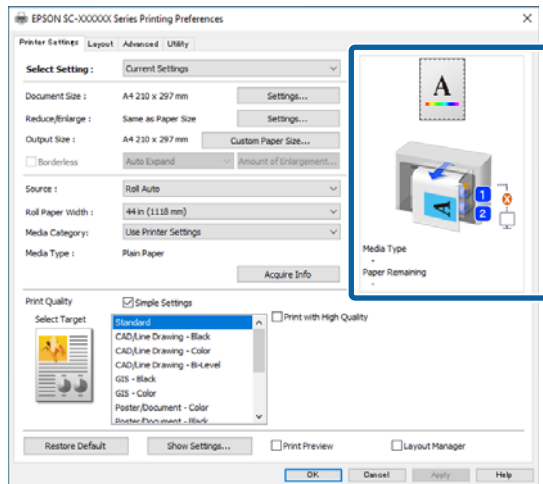 EPSON SC-XXXXXX Series Printing Preferences
Printer Settings Layout Advanced Utility
Select Setting : Current Settings
Document Size : A4 210 x 297 mm Settings...
Reduce/Enlarge : Same as Paper Size Settings...
Output Size : A4 210 x 297 mm Custom Paper Size...
Borderless Auto Expand Amount of Enlargement...
Source : Roll Auto
Roll Paper Width : 44 in (1118 mm)
Media Category: Use Printer Settings
Media Type : Plain Paper
Acquire Info
A
A
1
2
Media Type
-
Paper Remaining
-
Print Quality Simple Settings
Select Target
Standard
CAD/Line Drawing - Black
CAD/Line Drawing - Color
CAD/Line Drawing - Bi-Level
GIS - Black
GIS - Color
Poster/Document - Color
Poster/Document - Black
Print with High Quality
Restore Default Show Settings... Print Preview Layout Manager
OK Cancel Apply Help